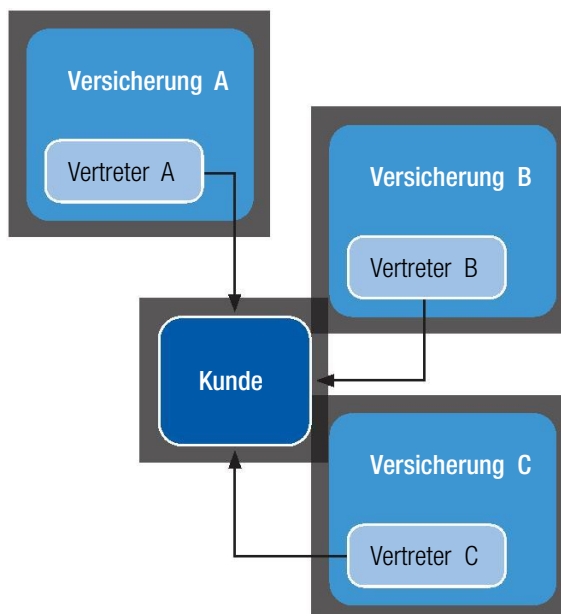 Versicherung A
Vertreter A
Versicherung B
Vertreter B
Kunde
Versicherung C
Vertreter C